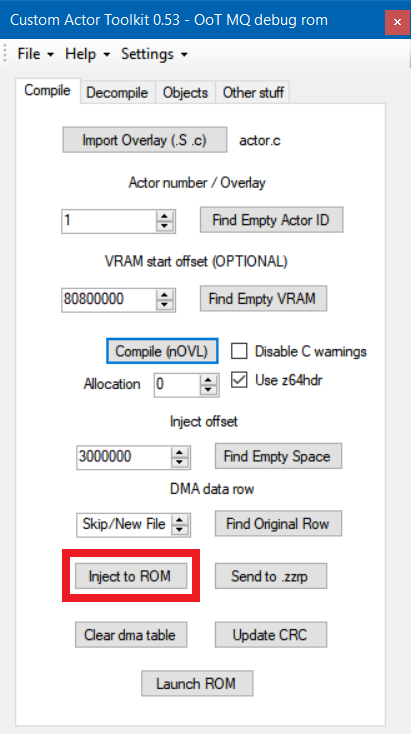 Custom Actor Toolkit 0.53 - OoT MQ debug rom
File Help Settings
Compile Decompile Objects Other stuff
Import Overlay (.S .c) actor.c
Actor number / Overlay
1 Find Empty Actor ID
VRAM start offset (OPTIONAL)
80800000 Find Empty VRAM
Compile (nOVL) Disable C warnings
Allocation 0 Use z64hdr
Inject offset
3000000 Find Empty Space
DMA data row
Skip/New File Find Original Row
Inject to ROM Send to .zzrp
Clear dma table Update CRC
Launch ROM